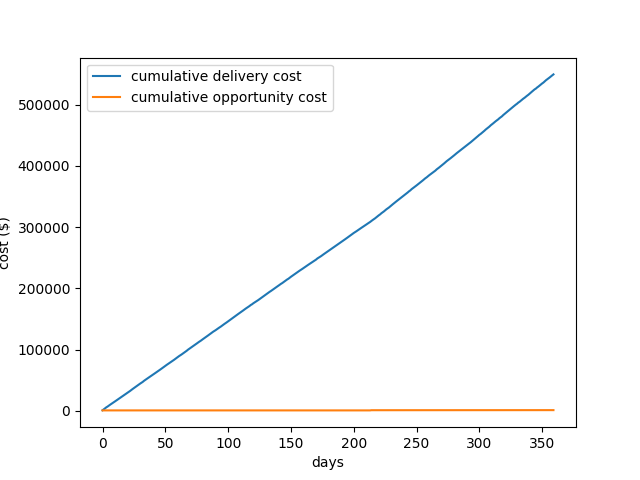 cumulative delivery cost
cumulative opportunity cost
500000
400000
300000
200000
100000
0
cost ($)
0 50 100 150 200 250 300 350
days